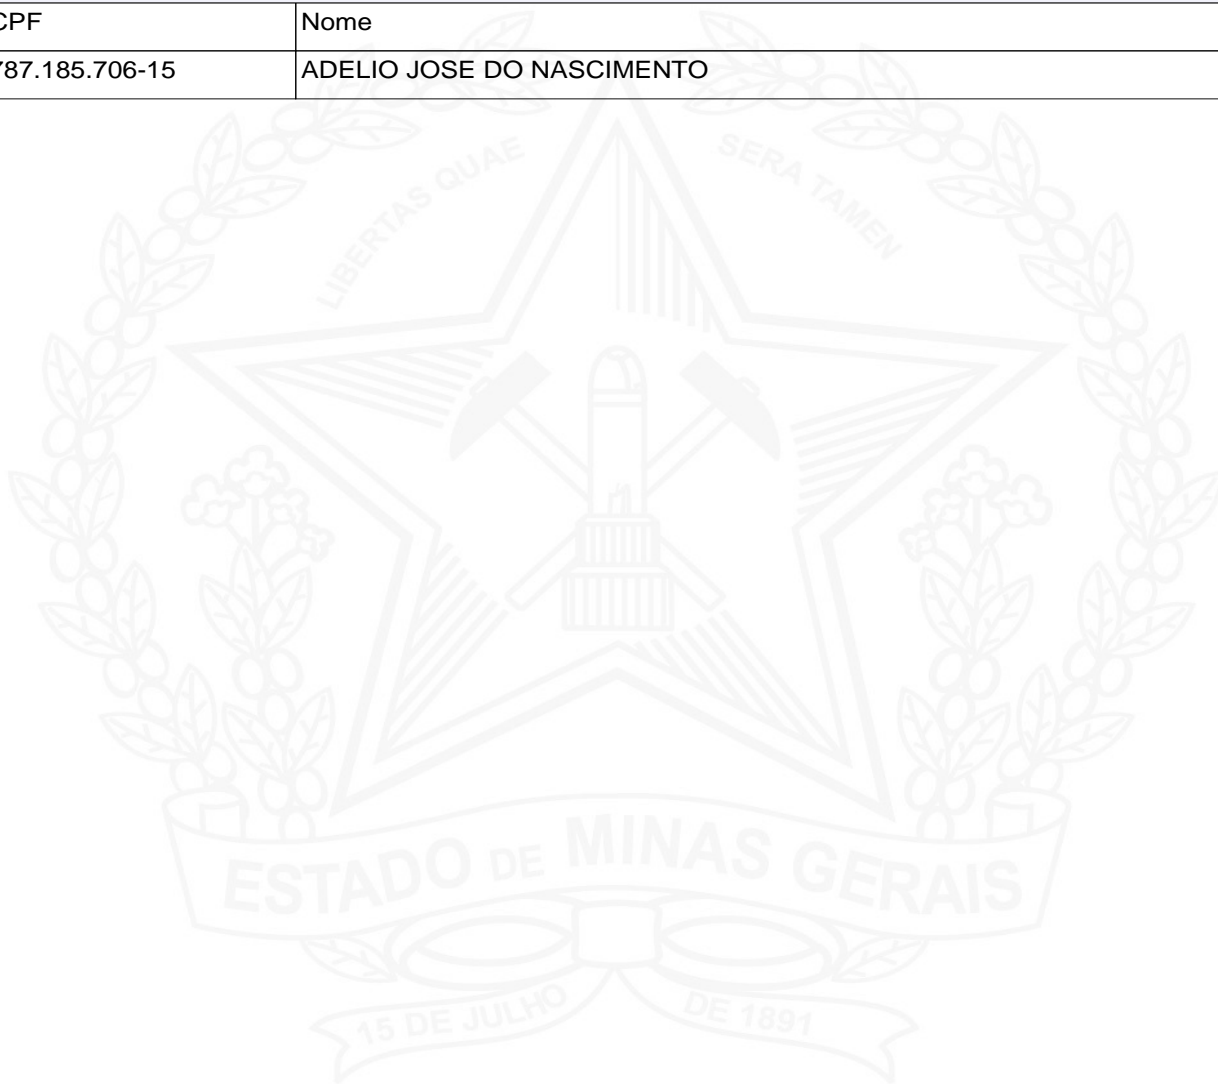 CPF Nome
787.185.706-15 ADELIO JOSE DO NASCIMENTO
LIBERTAS QUAE SERA TAMEN
ESTADO DE MINAS GERAIS
15 DE JULHO DE 1891